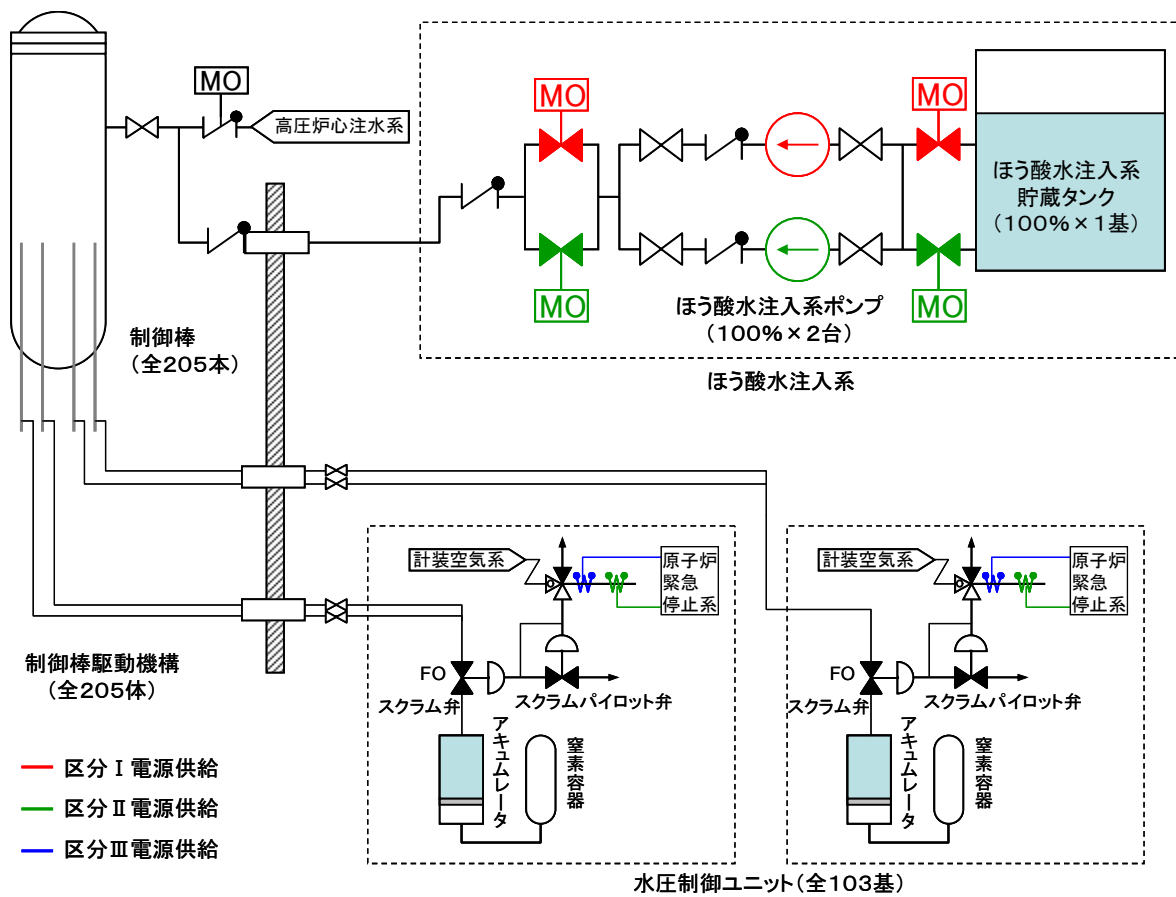 MO
高圧炉心注水系
MO
MO
MO
MO
ほう酸水注入系
貯蔵タンク
（100%×1基）
ほう酸水注入系ポンプ
（100%×2台）
ほう酸水注入系
制御棒
（全205本）
計装空気系
原子炉
緊急
停止系
FO
スクラム弁
スクラムパイロット弁
アキュムレータ
窒素容器
計装空気系
原子炉
緊急
停止系
FO
スクラム弁
スクラムパイロット弁
アキュムレータ
窒素容器
制御棒駆動機構
（全205体）
区分Ⅰ電源供給
区分Ⅱ電源供給
区分Ⅲ電源供給
水圧制御ユニット（全103基）